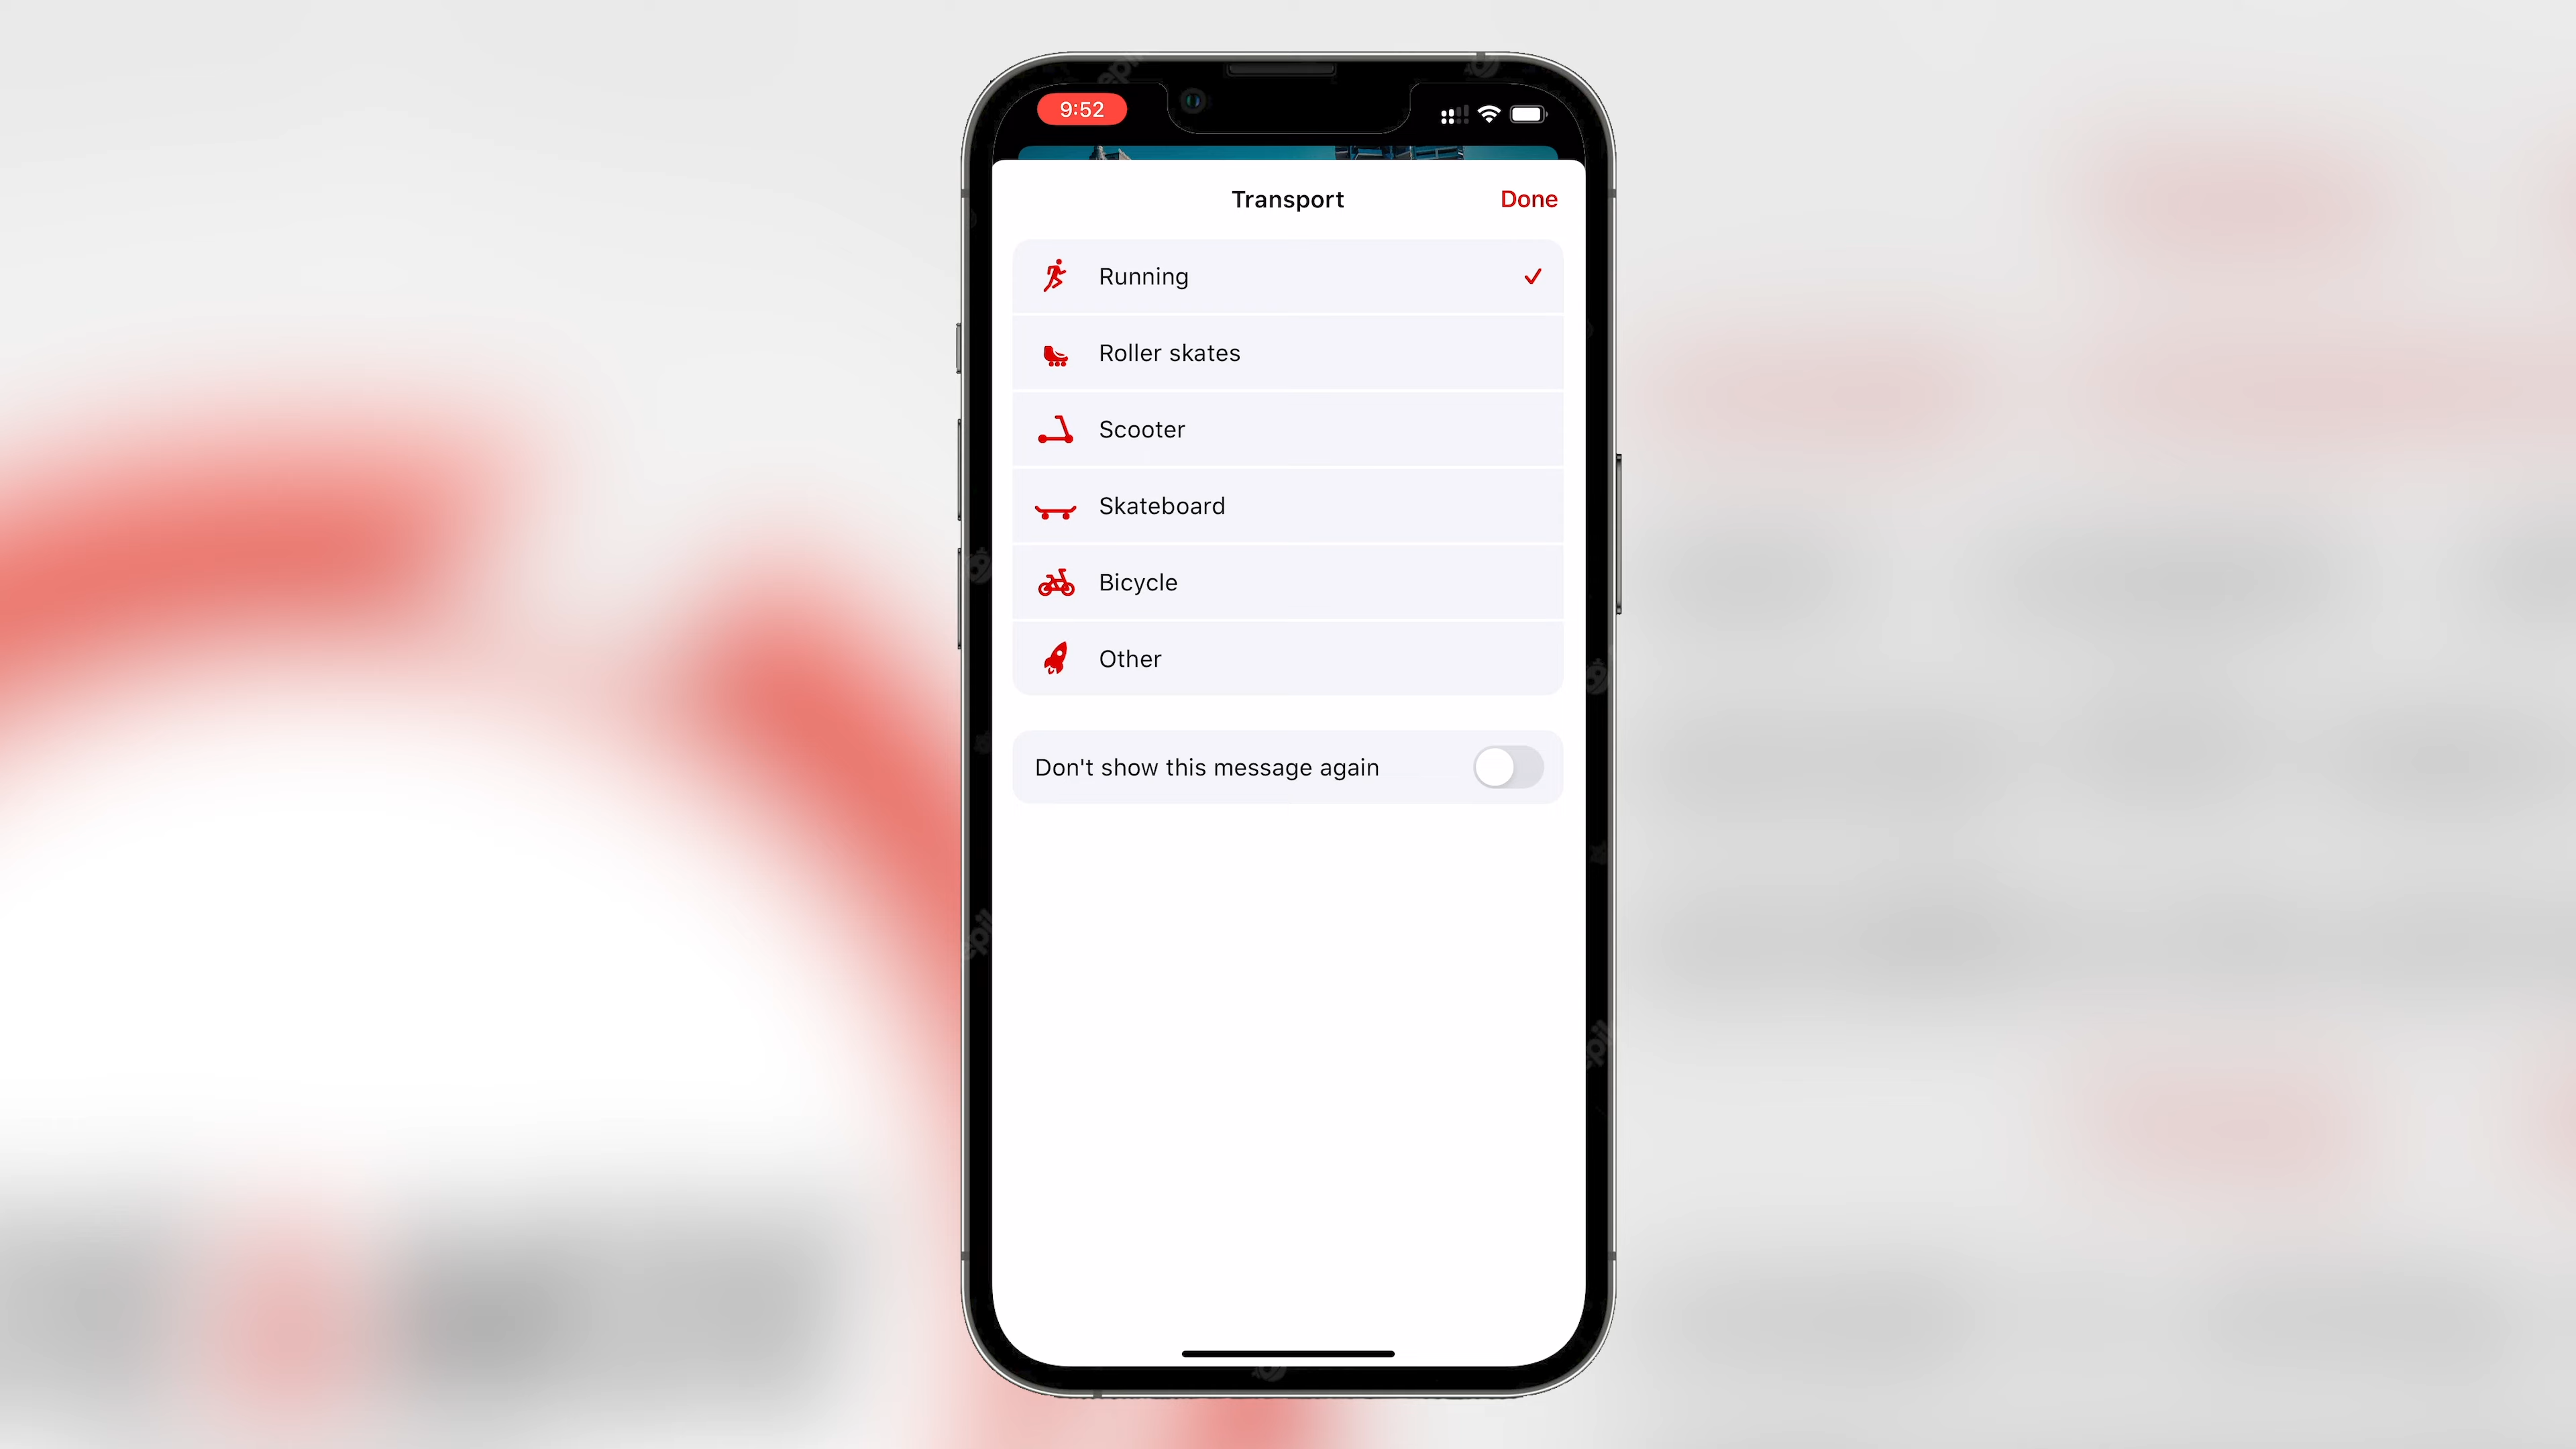 9:52
Transport
Done
Running
Roller skates
Scooter
Skateboard
Bicycle
Other
Don't show this message again